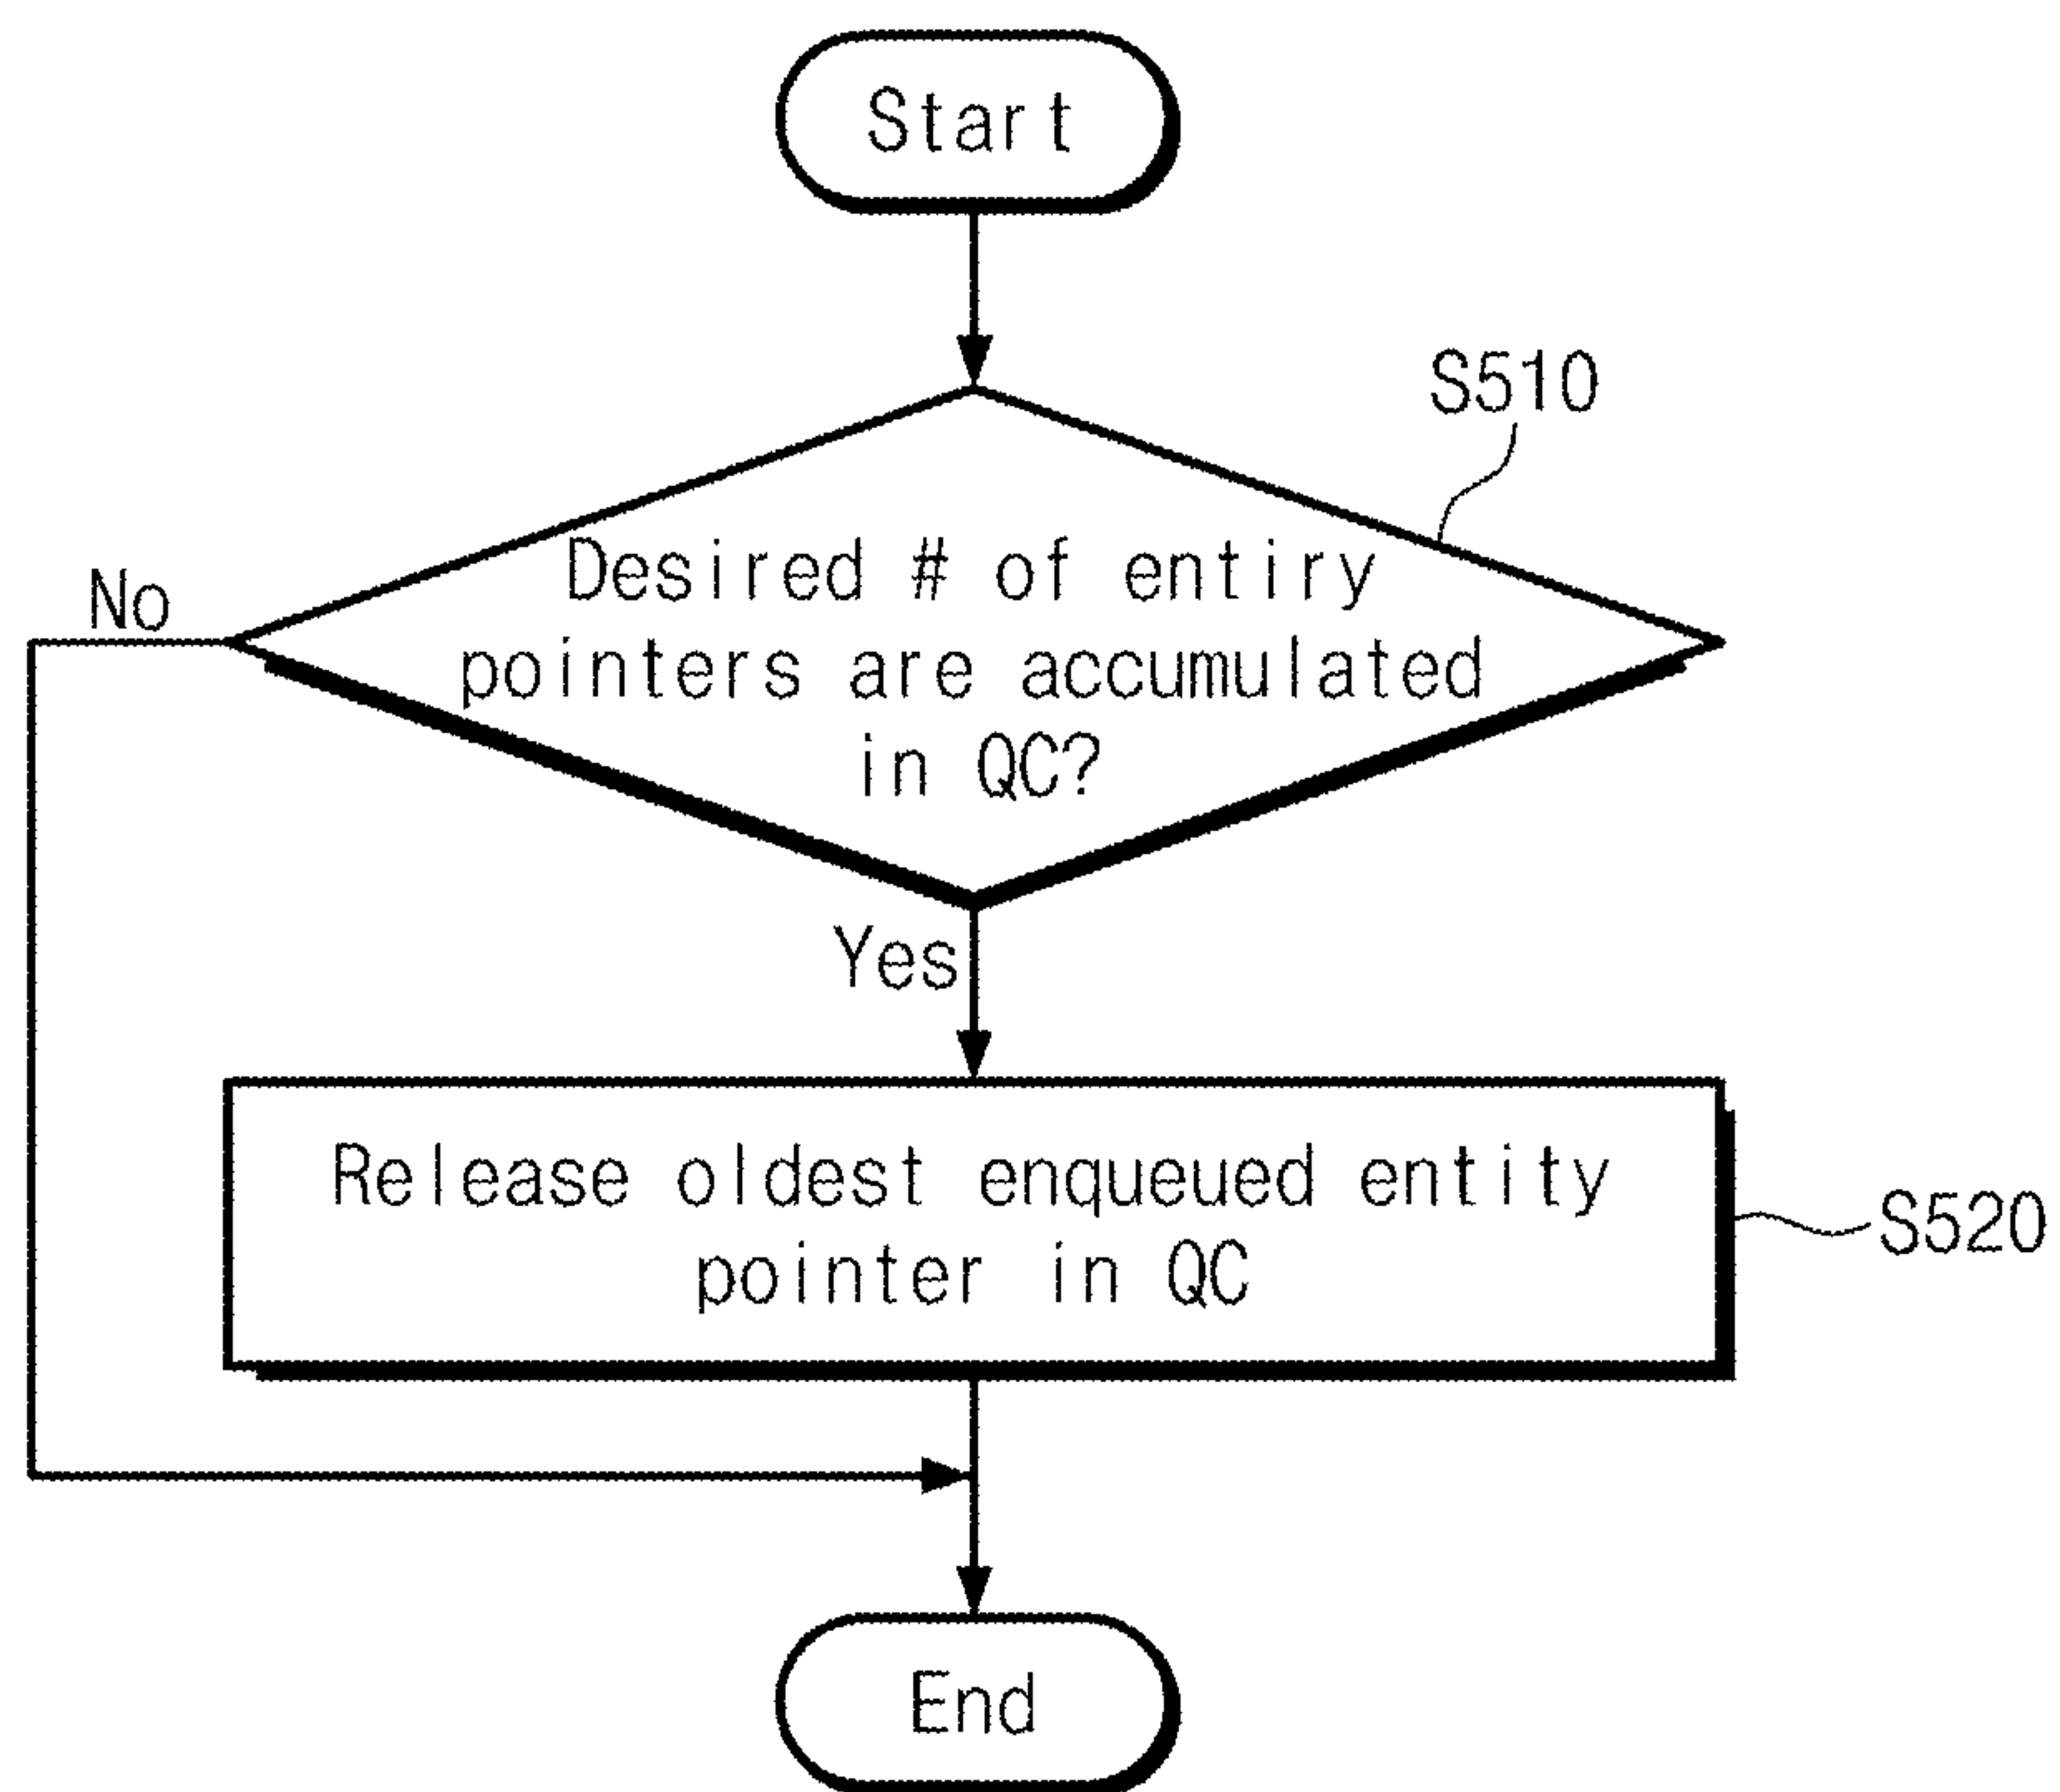 Start
S510
Desired # of entiry
pointers are accumulated
in QC?
No
Yes
Release oldest enqueued entity
pointer in QC
S520
End